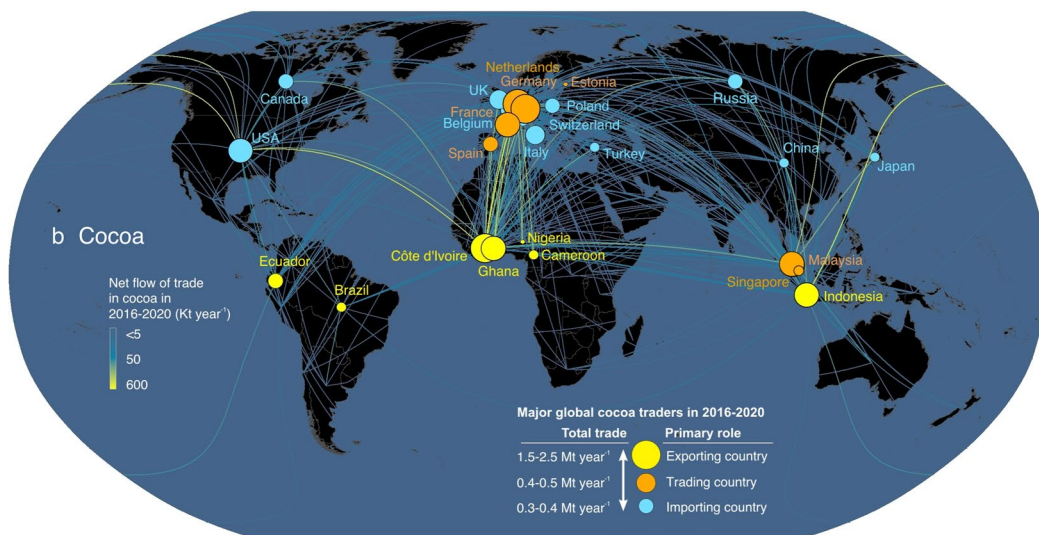 Netherlands
Germany
Estonia
UK
Poland
Russia
Canada
France
Belgium
Switzerland
USA
Spain
Italy
Turkey
China
Japan
b Cocoa
Nigeria
Côte d'Ivoire
Cameroon
Ghana
Ecuador
Malaysia
Singapore
Brazil
Indonesia
Net flow of trade
in cocoa in
2016-2020 (Kt year⁻¹)
<5
50
600
Major global cocoa traders in 2016-2020
Total trade Primary role
1.5-2.5 Mt year⁻¹ Exporting country
0.4-0.5 Mt year⁻¹ Trading country
0.3-0.4 Mt year⁻¹ Importing country